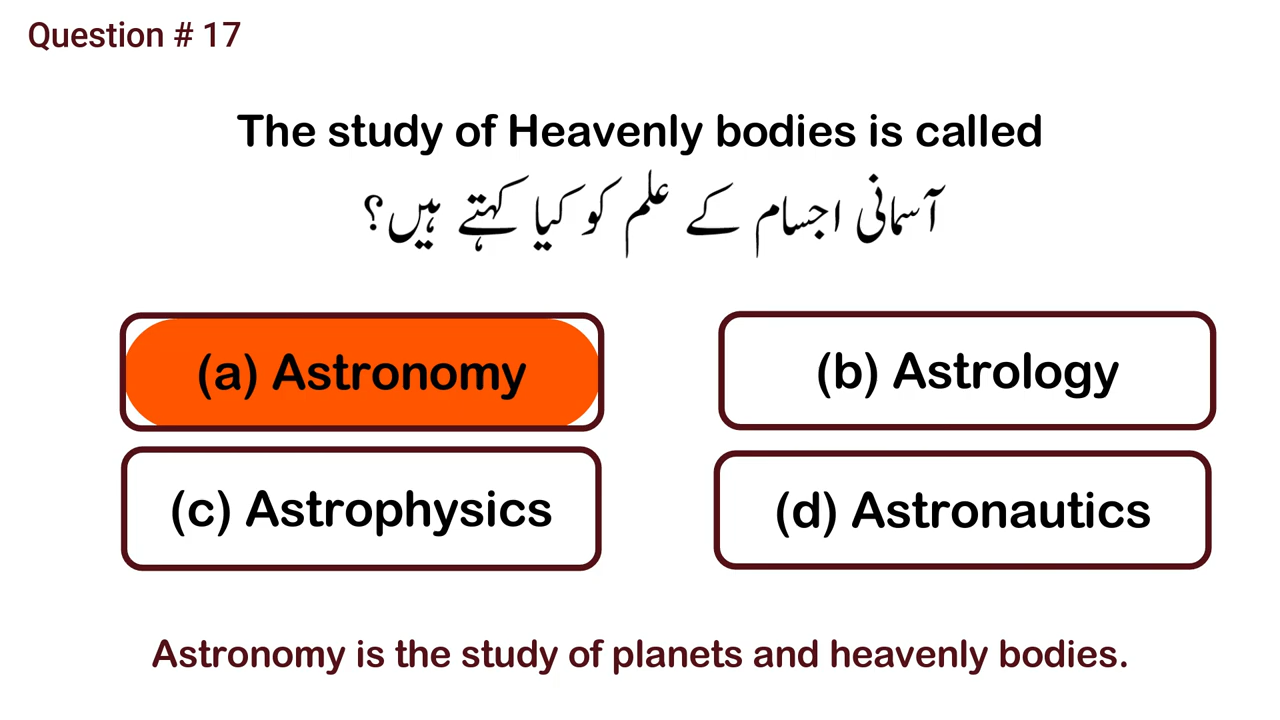 Question # 17
The study of Heavenly bodies is called
آسمانی اجسام کے علم کو کیا کہتے ہیں؟
(a) Astronomy
(b) Astrology
(c) Astrophysics
(d) Astronautics
Astronomy is the study of planets and heavenly bodies.